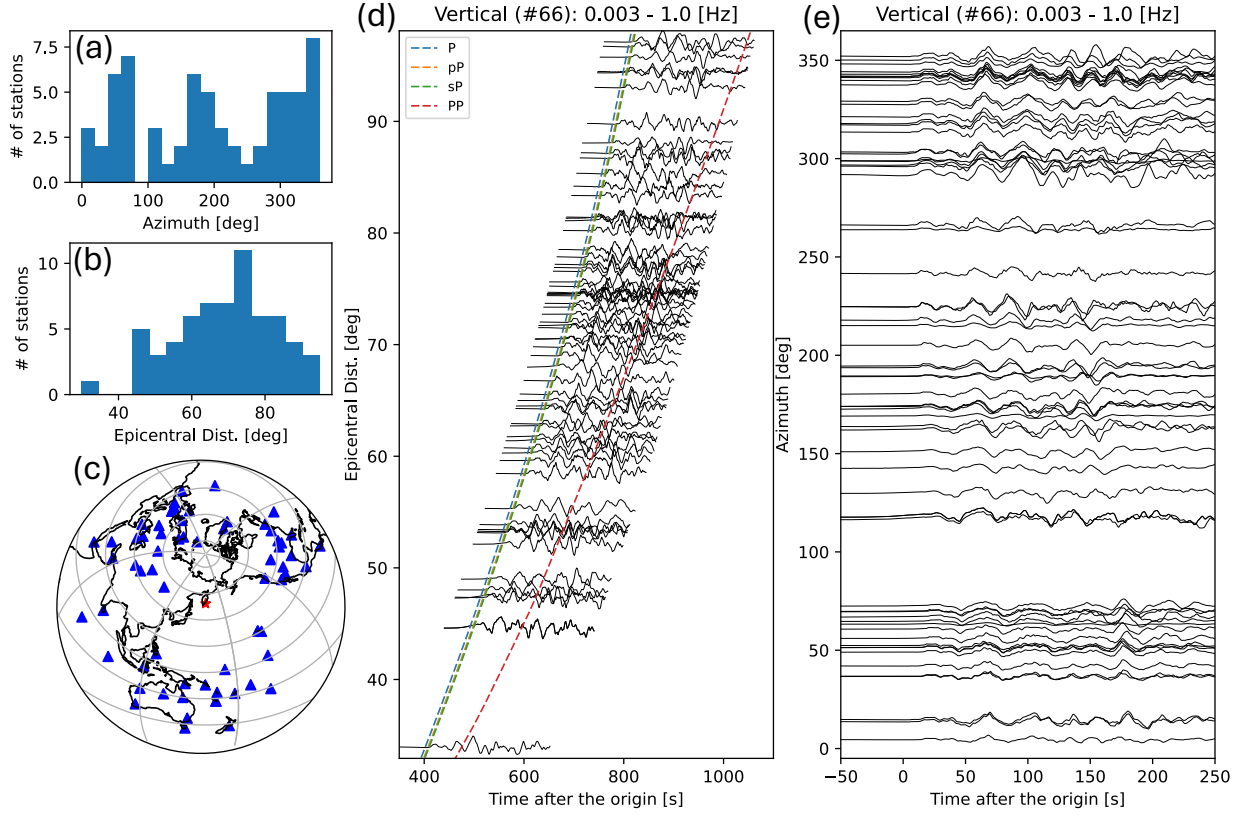 (a)
# of stations
7.5
5.0
2.5
0.0
0 100 200 300
Azimuth [deg]
(b)
# of stations
10
5
0
40 60 80
Epicentral Dist. [deg]
(c)
(d)
Vertical (#66): 0.003 - 1.0 [Hz]
P
pP
sP
PP
Epicentral Dist. [deg]
90
80
70
60
50
40
400 600 800 1000
Time after the origin [s]
(e)
Vertical (#66): 0.003 - 1.0 [Hz]
Azimuth [deg]
350
300
250
200
150
100
50
0
−50 0 50 100 150 200 250
Time after the origin [s]